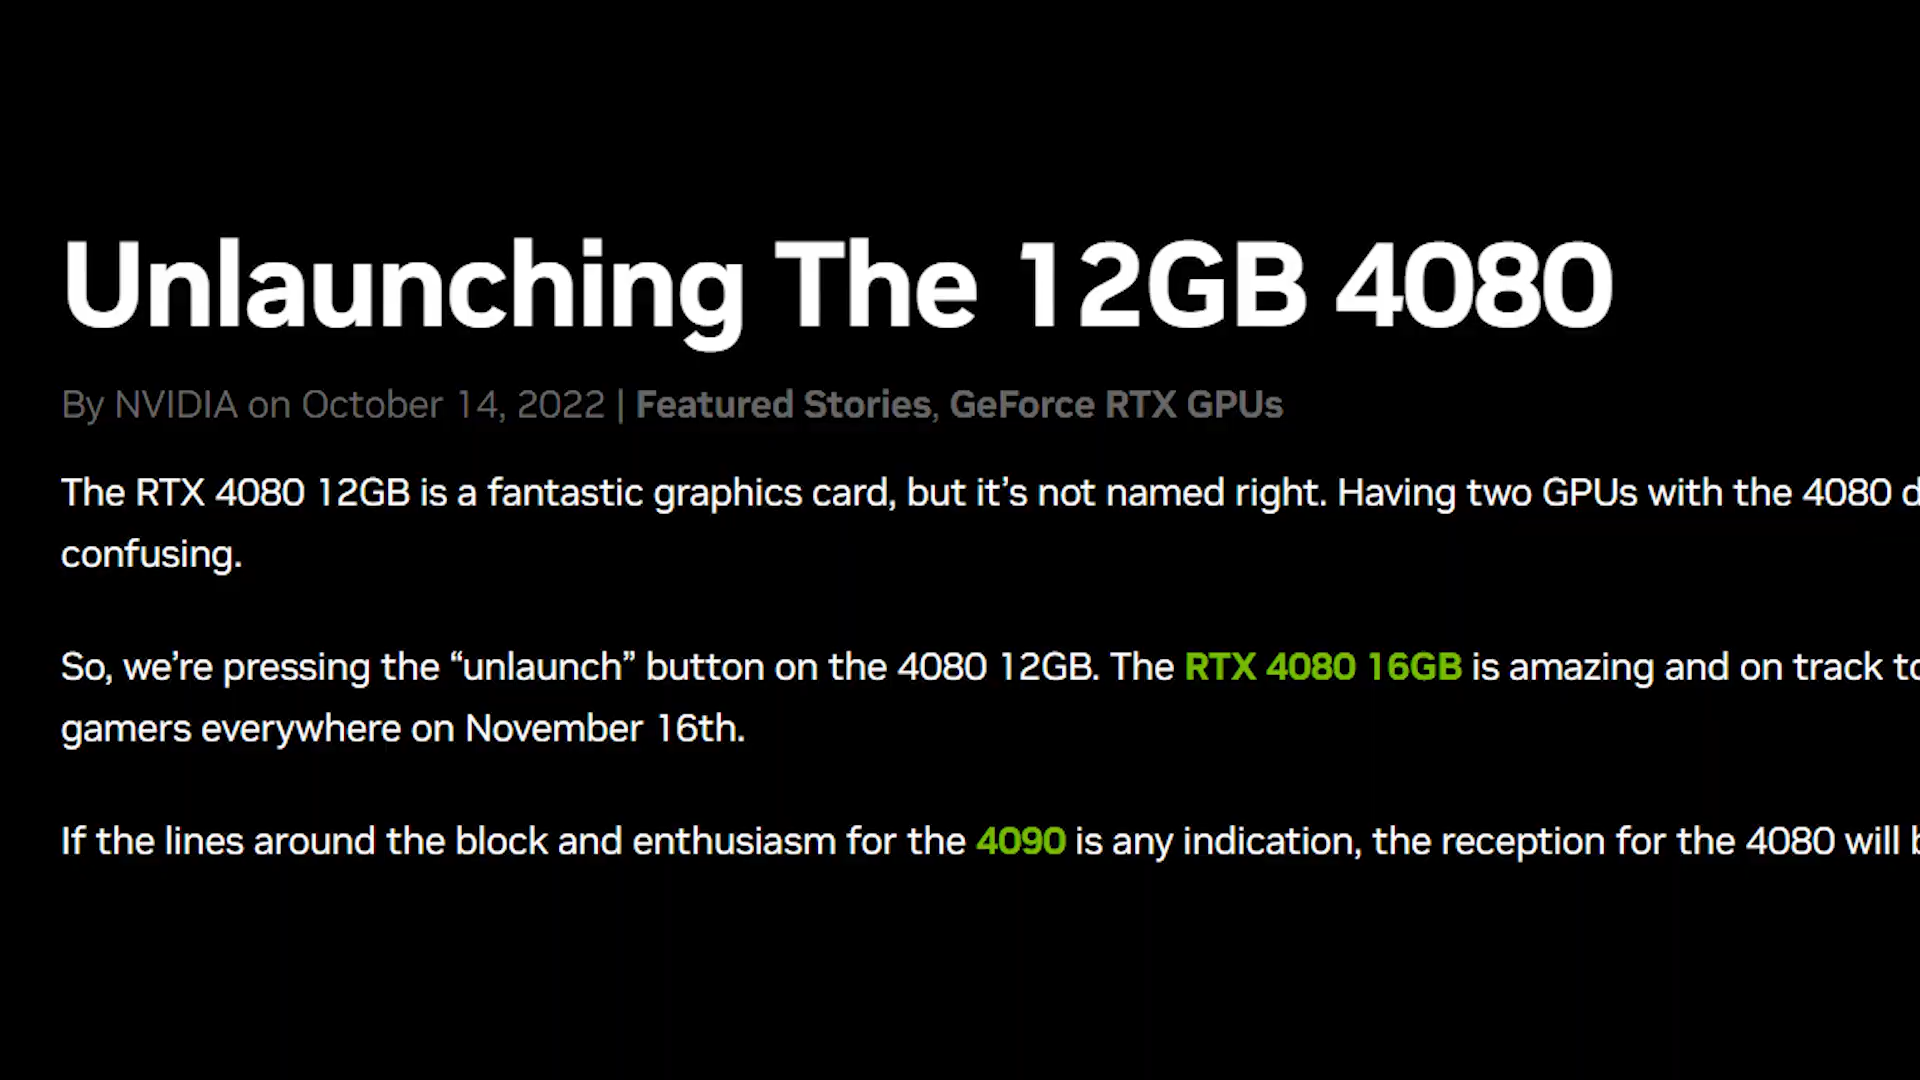 Unlaunching The 12GB 4080
By NVIDIA on October 14, 2022 | Featured Stories, GeForce RTX GPUs
The RTX 4080 12GB is a fantastic graphics card, but it’s not named right. Having two GPUs with the 4080
confusing.
So, we’re pressing the “unlaunch” button on the 4080 12GB. The RTX 4080 16GB is amazing and on track to
gamers everywhere on November 16th.
If the lines around the block and enthusiasm for the 4090 is any indication, the reception for the 4080 will